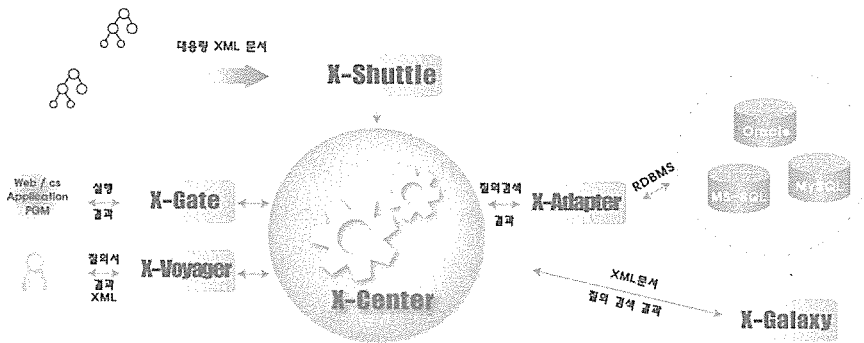 대용량 XML 문서
X-Shuttle
Oracle
MS-SQL
MySQL
RDBMS
Web / cs
Application
PGM
실행
결과
X-Gate
질의검색
결과
X-Adapter
질의서
결과
XML
X-Voyager
X-Center
XML문서
질의 검색 결과
X-Galaxy